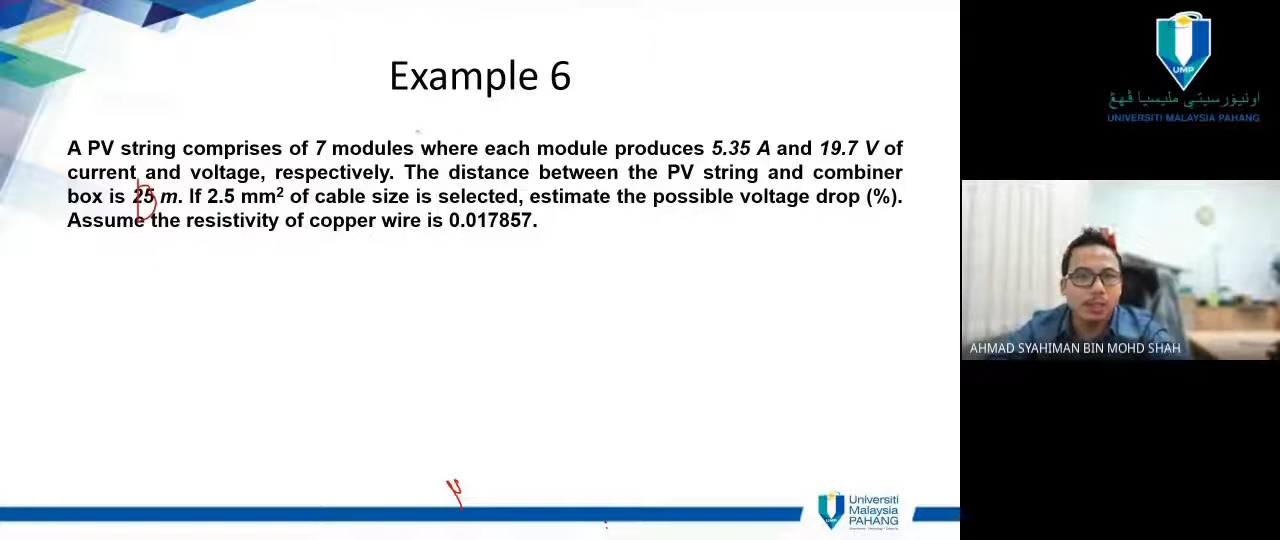 Example 6
A PV string comprises of 7 modules where each module produces 5.35 A and 19.7 V of
current and voltage, respectively. The distance between the PV string and combiner
box is 25 m. If 2.5 mm² of cable size is selected, estimate the possible voltage drop (%).
Assume the resistivity of copper wire is 0.017857.
Universiti
Malaysia
PAHANG
UMP
UMP
اونيۏرسيتي مليسيا ڤهڠ
UNIVERSITI MALAYSIA PAHANG
AHMAD SYAHIMAN BIN MOHD SHAH